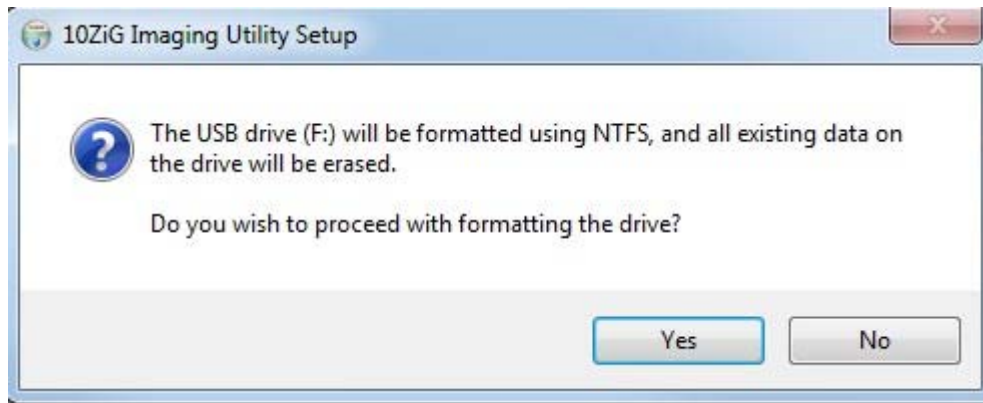 10ZiG Imaging Utility Setup
The USB drive (F:) will be formatted using NTFS, and all existing data on
the drive will be erased.
Do you wish to proceed with formatting the drive?
Yes
No